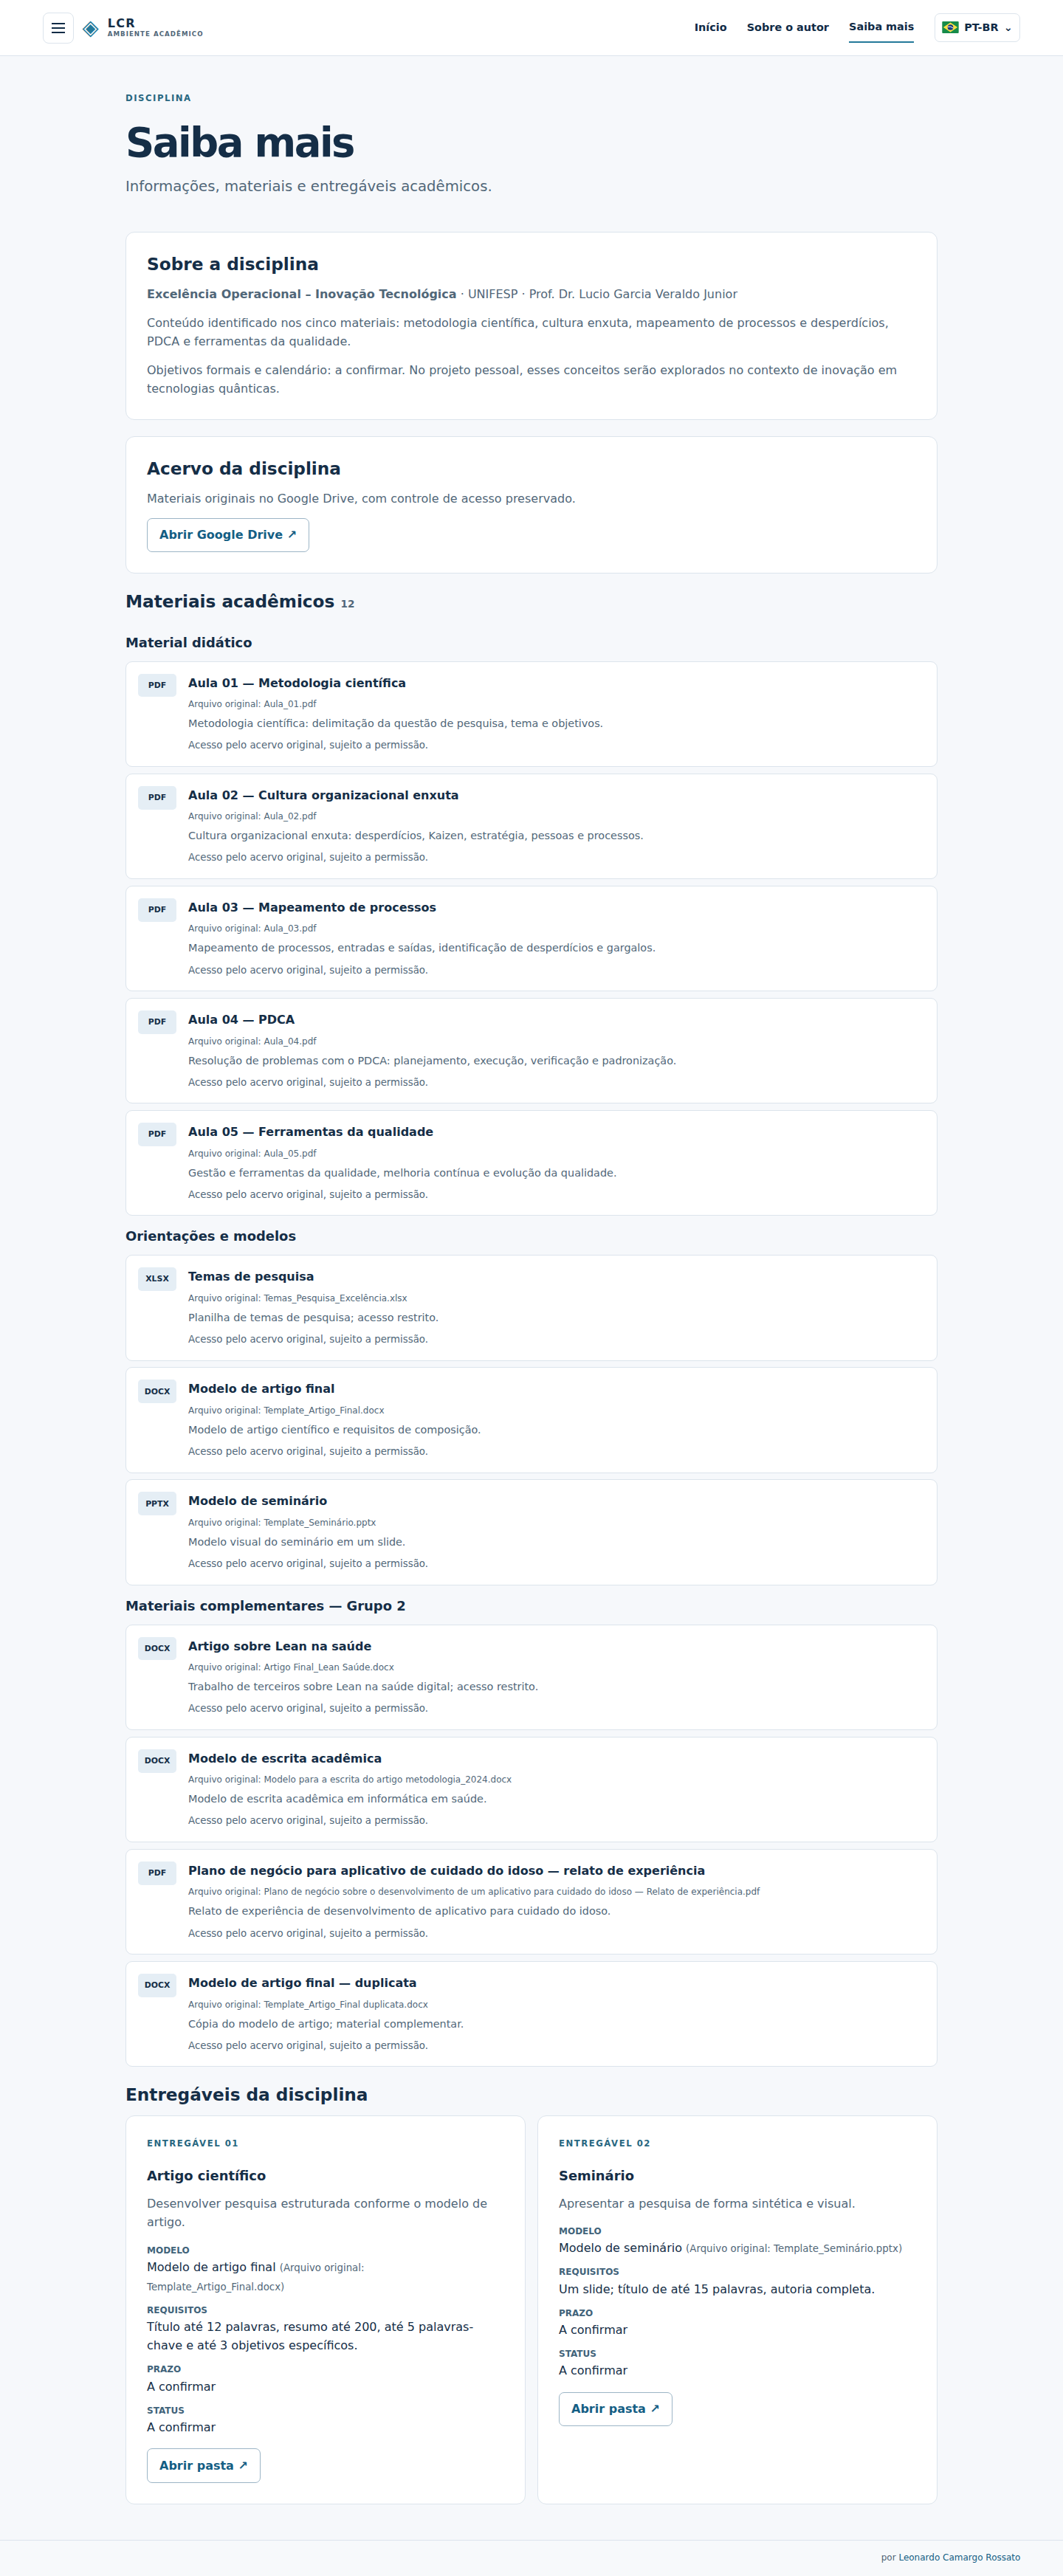 LCR
AMBIENTE ACADÊMICO
Início
Sobre o autor
Saiba mais
PT-BR
DISCIPLINA
Saiba mais
Informações, materiais e entregáveis acadêmicos.
Sobre a disciplina
Excelência Operacional – Inovação Tecnológica · UNIFESP · Prof. Dr. Lucio Garcia Veraldo Junior
Conteúdo identificado nos cinco materiais: metodologia científica, cultura enxuta, mapeamento de processos e desperdícios,
PDCA e ferramentas da qualidade.
Objetivos formais e calendário: a confirmar. No projeto pessoal, esses conceitos serão explorados no contexto de inovação em
tecnologias quânticas.
Acervo da disciplina
Materiais originais no Google Drive, com controle de acesso preservado.
Abrir Google Drive ↗
Materiais acadêmicos 12
Material didático
PDF
Aula 01 — Metodologia científica
Arquivo original: Aula_01.pdf
Metodologia científica: delimitação da questão de pesquisa, tema e objetivos.
Acesso pelo acervo original, sujeito a permissão.
PDF
Aula 02 — Cultura organizacional enxuta
Arquivo original: Aula_02.pdf
Cultura organizacional enxuta: desperdícios, Kaizen, estratégia, pessoas e processos.
Acesso pelo acervo original, sujeito a permissão.
PDF
Aula 03 — Mapeamento de processos
Arquivo original: Aula_03.pdf
Mapeamento de processos, entradas e saídas, identificação de desperdícios e gargalos.
Acesso pelo acervo original, sujeito a permissão.
PDF
Aula 04 — PDCA
Arquivo original: Aula_04.pdf
Resolução de problemas com o PDCA: planejamento, execução, verificação e padronização.
Acesso pelo acervo original, sujeito a permissão.
PDF
Aula 05 — Ferramentas da qualidade
Arquivo original: Aula_05.pdf
Gestão e ferramentas da qualidade, melhoria contínua e evolução da qualidade.
Acesso pelo acervo original, sujeito a permissão.
Orientações e modelos
XLSX
Temas de pesquisa
Arquivo original: Temas_Pesquisa_Excelência.xlsx
Planilha de temas de pesquisa; acesso restrito.
Acesso pelo acervo original, sujeito a permissão.
DOCX
Modelo de artigo final
Arquivo original: Template_Artigo_Final.docx
Modelo de artigo científico e requisitos de composição.
Acesso pelo acervo original, sujeito a permissão.
PPTX
Modelo de seminário
Arquivo original: Template_Seminário.pptx
Modelo visual do seminário em um slide.
Acesso pelo acervo original, sujeito a permissão.
Materiais complementares — Grupo 2
DOCX
Artigo sobre Lean na saúde
Arquivo original: Artigo Final_Lean Saúde.docx
Trabalho de terceiros sobre Lean na saúde digital; acesso restrito.
Acesso pelo acervo original, sujeito a permissão.
DOCX
Modelo de escrita acadêmica
Arquivo original: Modelo para a escrita do artigo metodologia_2024.docx
Modelo de escrita acadêmica em informática em saúde.
Acesso pelo acervo original, sujeito a permissão.
PDF
Plano de negócio para aplicativo de cuidado do idoso — relato de experiência
Arquivo original: Plano de negócio sobre o desenvolvimento de um aplicativo para cuidado do idoso — Relato de experiência.pdf
Relato de experiência de desenvolvimento de aplicativo para cuidado do idoso.
Acesso pelo acervo original, sujeito a permissão.
DOCX
Modelo de artigo final — duplicata
Arquivo original: Template_Artigo_Final duplicata.docx
Cópia do modelo de artigo; material complementar.
Acesso pelo acervo original, sujeito a permissão.
Entregáveis da disciplina
ENTREGÁVEL 01
Artigo científico
Desenvolver pesquisa estruturada conforme o modelo de
artigo.
MODELO
Modelo de artigo final (Arquivo original:
Template_Artigo_Final.docx)
REQUISITOS
Título até 12 palavras, resumo até 200, até 5 palavras-
chave e até 3 objetivos específicos.
PRAZO
A confirmar
STATUS
A confirmar
Abrir pasta ↗
ENTREGÁVEL 02
Seminário
Apresentar a pesquisa de forma sintética e visual.
MODELO
Modelo de seminário (Arquivo original: Template_Seminário.pptx)
REQUISITOS
Um slide; título de até 15 palavras, autoria completa.
PRAZO
A confirmar
STATUS
A confirmar
Abrir pasta ↗
por Leonardo Camargo Rossato